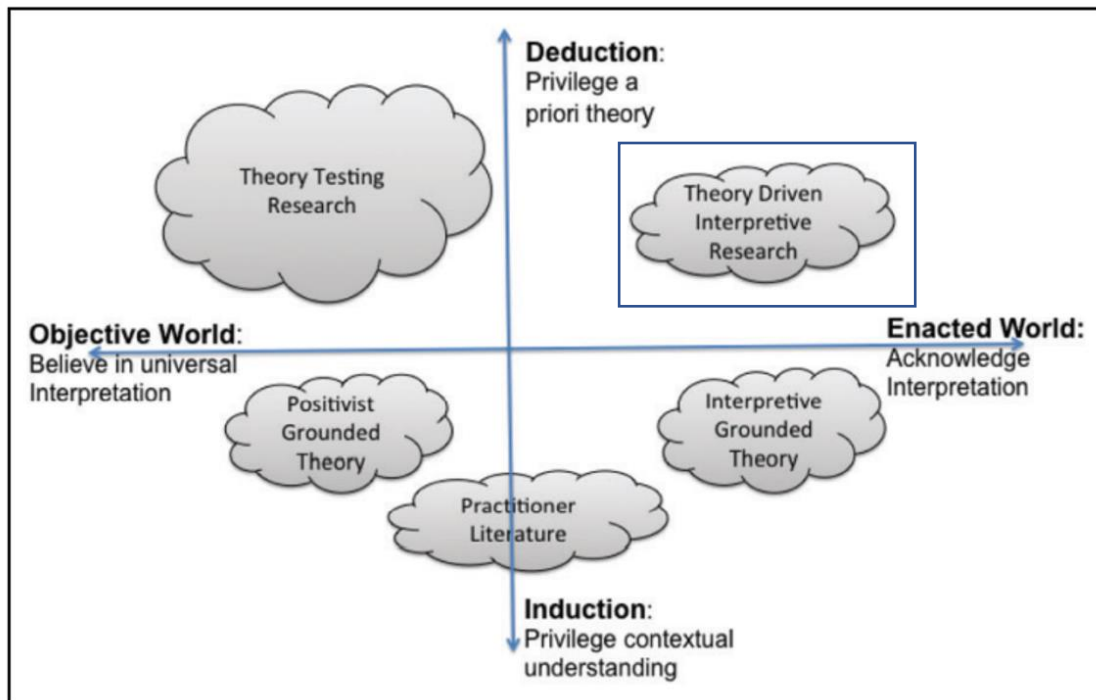 Deduction:
Privilege a
priori theory
Theory Testing
Research
Theory Driven
Interpretive
Research
Objective World:
Believe in universal
Interpretation
Enacted World:
Acknowledge
Interpretation
Positivist
Grounded
Theory
Interpretive
Grounded
Theory
Practitioner
Literature
Induction:
Privilege contextual
understanding